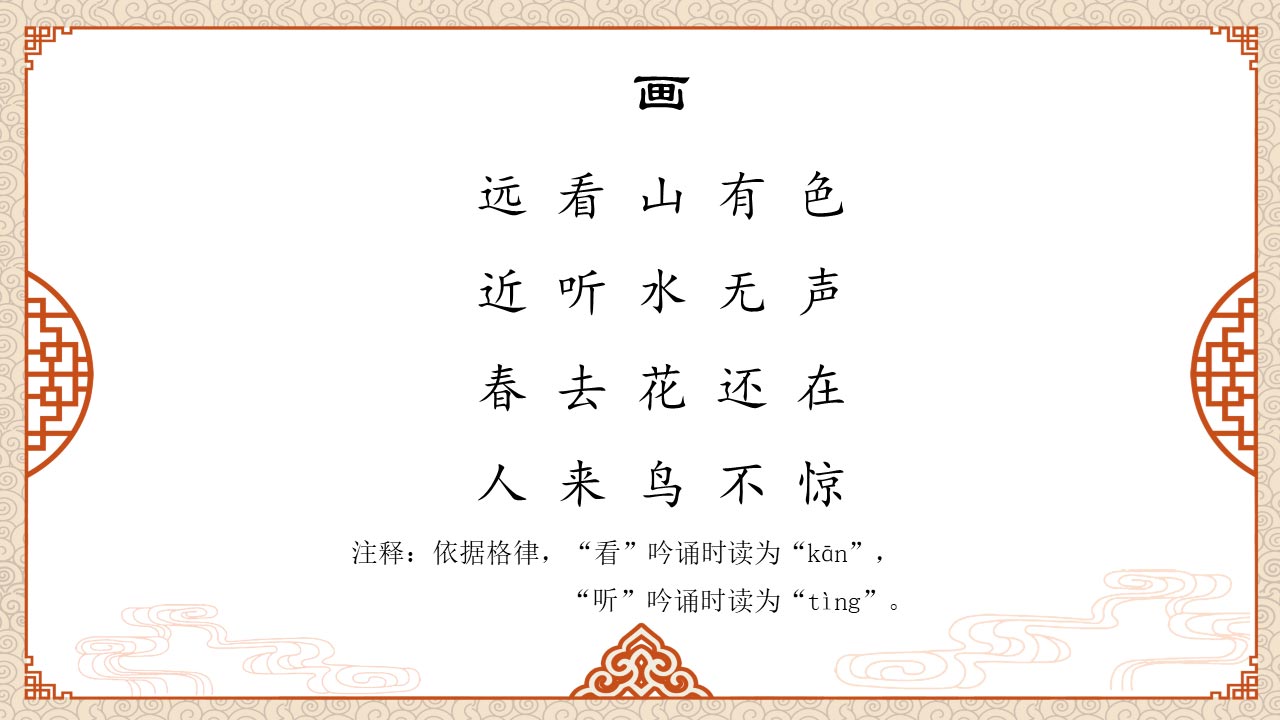 画
远看山有色
近听水无声
春去花还在
人来鸟不惊
注释：依据格律，“看”吟诵时读为“kān”，
“听”吟诵时读为“tìng”。